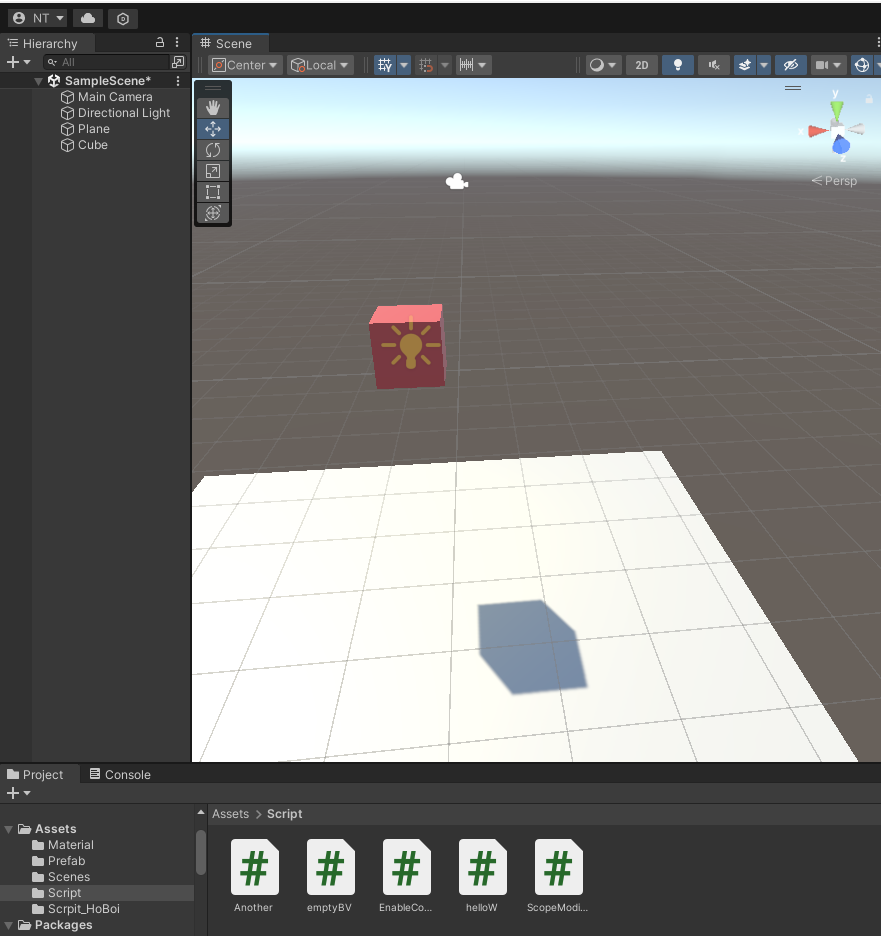 NT
Hierarchy
Scene
All
Center
Local
2D
SampleScene*
Main Camera
Directional Light
Plane
Cube
y
x
z
Persp
Project
Console
Assets > Script
Assets
Material
Prefab
Scenes
Script
Scrpit_HoBoi
Packages
Another
emptyBV
EnableCo...
helloW
ScopeModi...